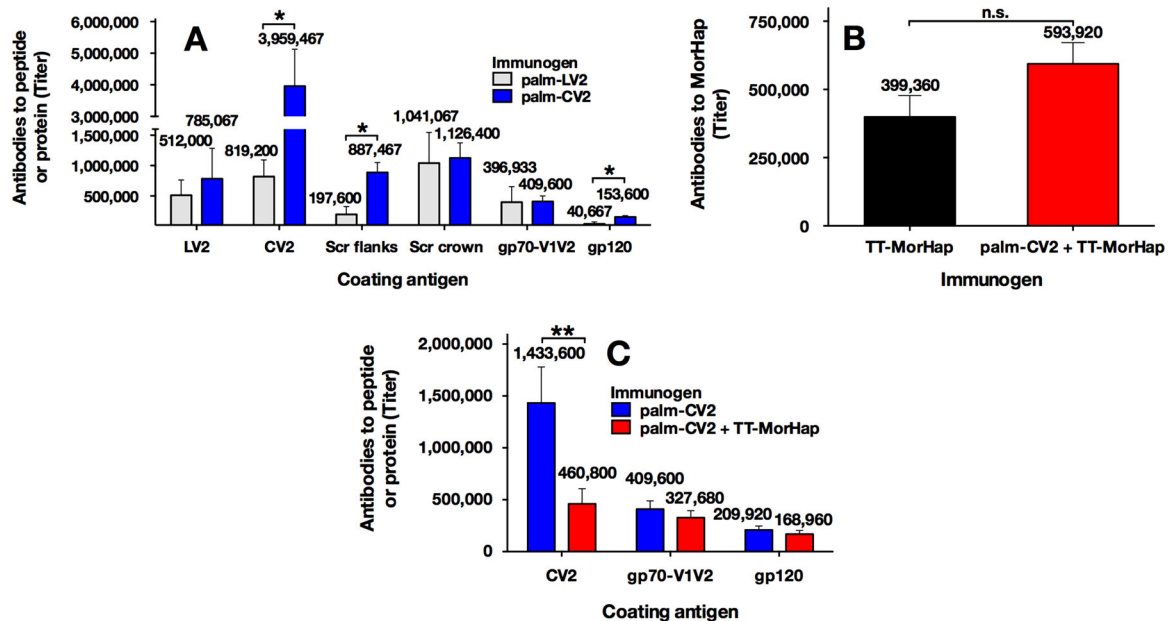 A
Antibodies to peptide
or protein (Titer)
6,000,000
5,000,000
4,000,000
3,000,000
1,500,000
1,000,000
500,000
*
3,959,467
785,067
512,000
819,200
*
887,467
197,600
1,041,067
1,126,400
396,933
409,600
*
153,600
40,667
Immunogen
palm-LV2
palm-CV2
LV2 CV2 Scr flanks Scr crown gp70-V1V2 gp120
Coating antigen
B
Antibodies to MorHap
(Titer)
750,000
500,000
250,000
0
n.s.
593,920
399,360
TT-MorHap palm-CV2 + TT-MorHap
Immunogen
C
Antibodies to peptide
or protein (Titer)
2,000,000
1,500,000
1,000,000
500,000
0
**
1,433,600
460,800
409,600
327,680
209,920
168,960
Immunogen
palm-CV2
palm-CV2 + TT-MorHap
CV2 gp70-V1V2 gp120
Coating antigen